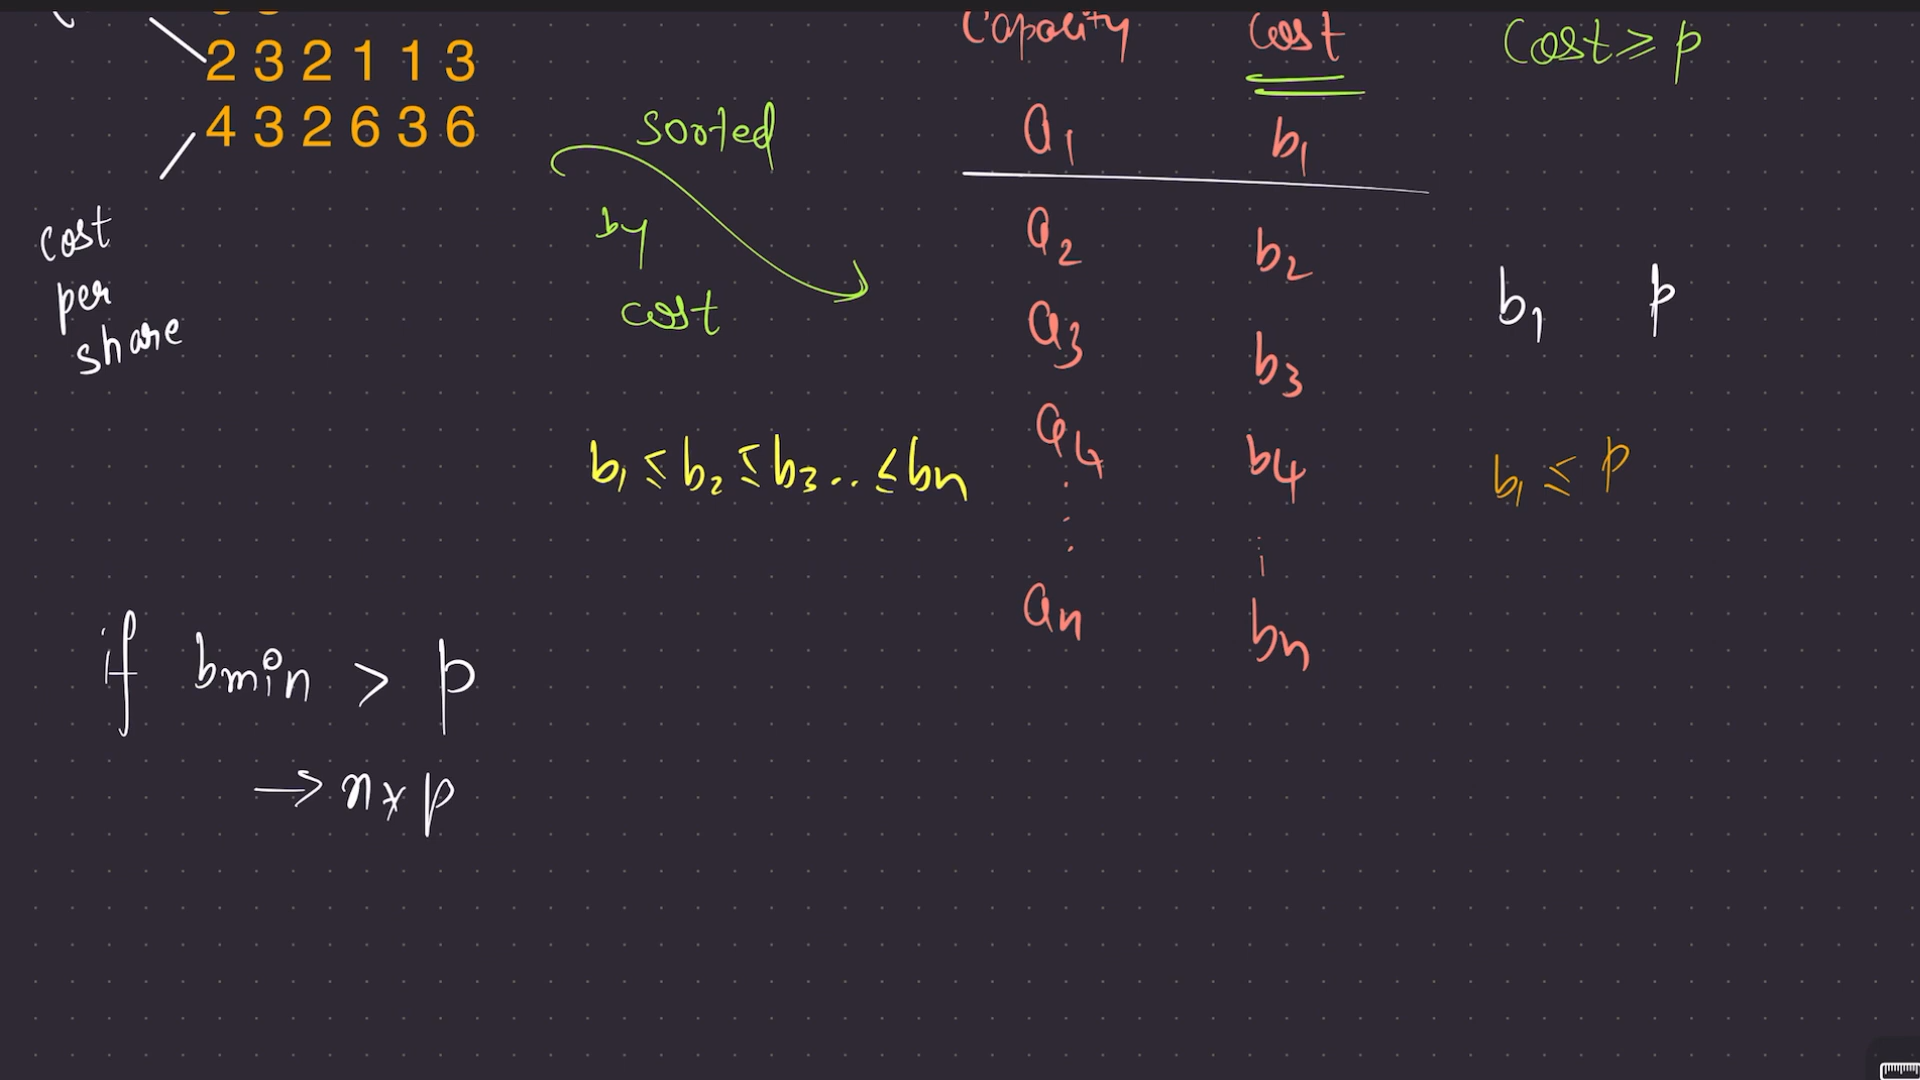 2 3 2 1 1 3
4 3 2 6 3 6
cost
per
share
sorted
by
cost
b1 ≤ b2 ≤ b3 .. ≤ bn
if bmin > p
→ n * p
Capacity Cost
a1 b1
a2 b2
a3 b3
a4 b4
an bn
Cost ≥ p
b1 p
b1 ≤ p